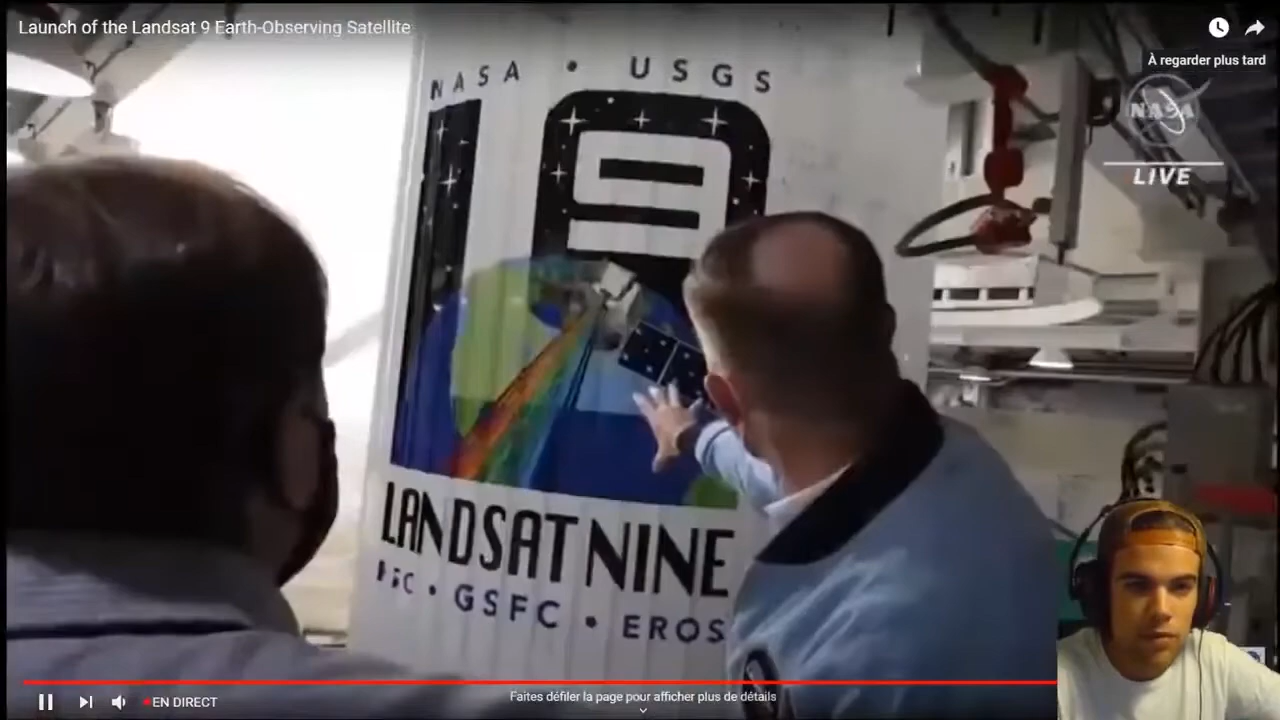 Launch of the Landsat 9 Earth-Observing Satellite
À regarder plus tard
NASA
LIVE
NASA • USGS
9
LANDSAT NINE
• GSFC • EROS
EN DIRECT
Faites défiler la page pour afficher plus de détails